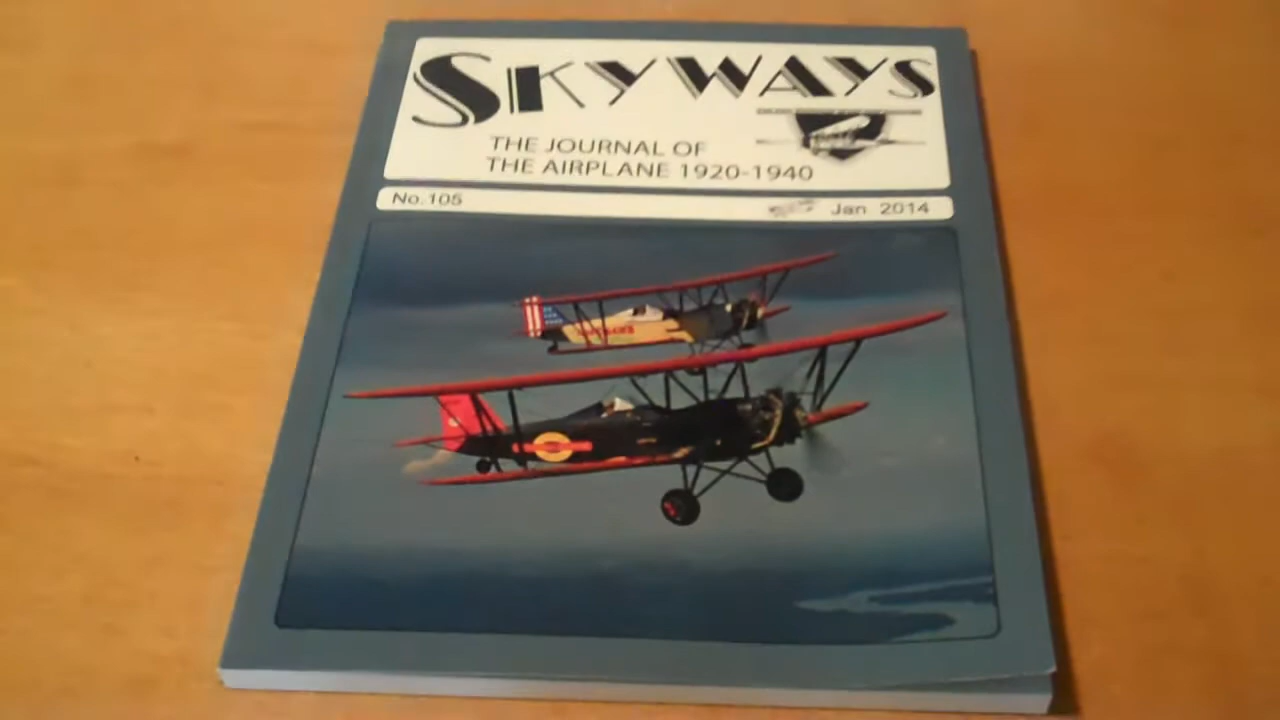 SKYWAYS
THE JOURNAL OF
THE AIRPLANE 1920-1940
No.105
Jan 2014